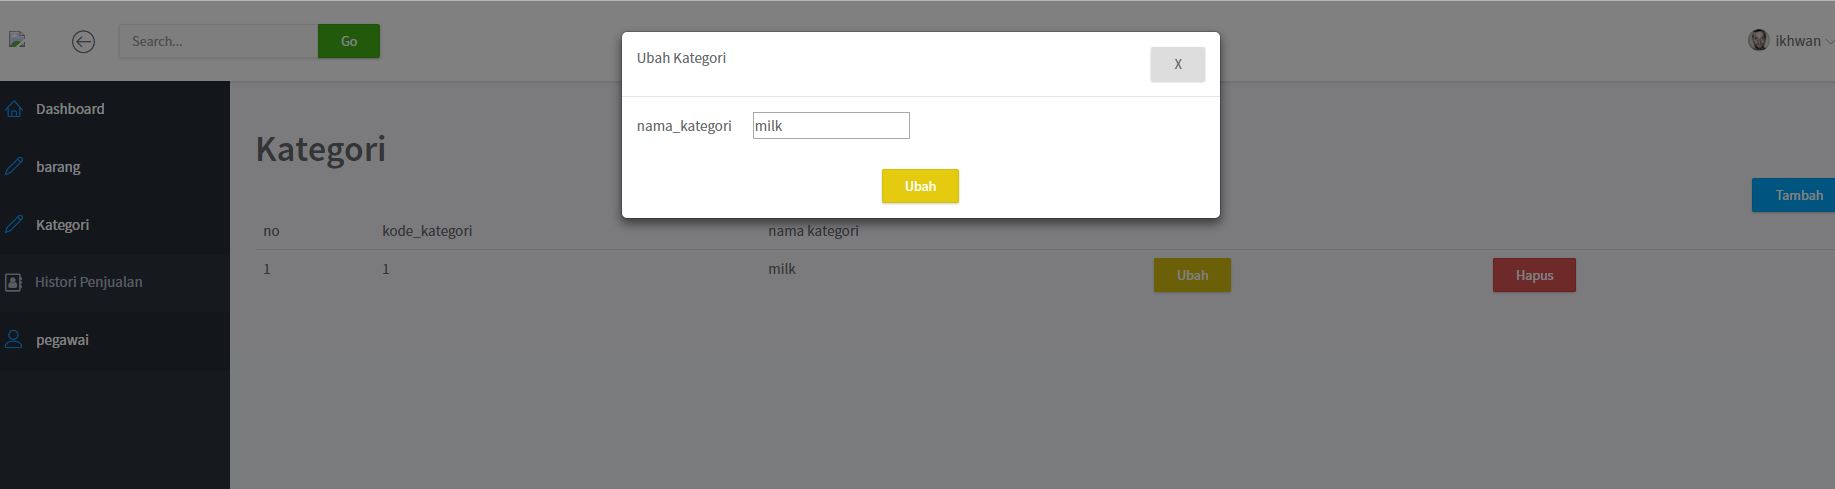 Search...
Go
ikhwan
Ubah Kategori
X
nama_kategori
milk
Ubah
Dashboard
barang
Kategori
Histori Penjualan
pegawai
Kategori
Tambah
no kode_kategori nama kategori
1 1 milk Ubah Hapus